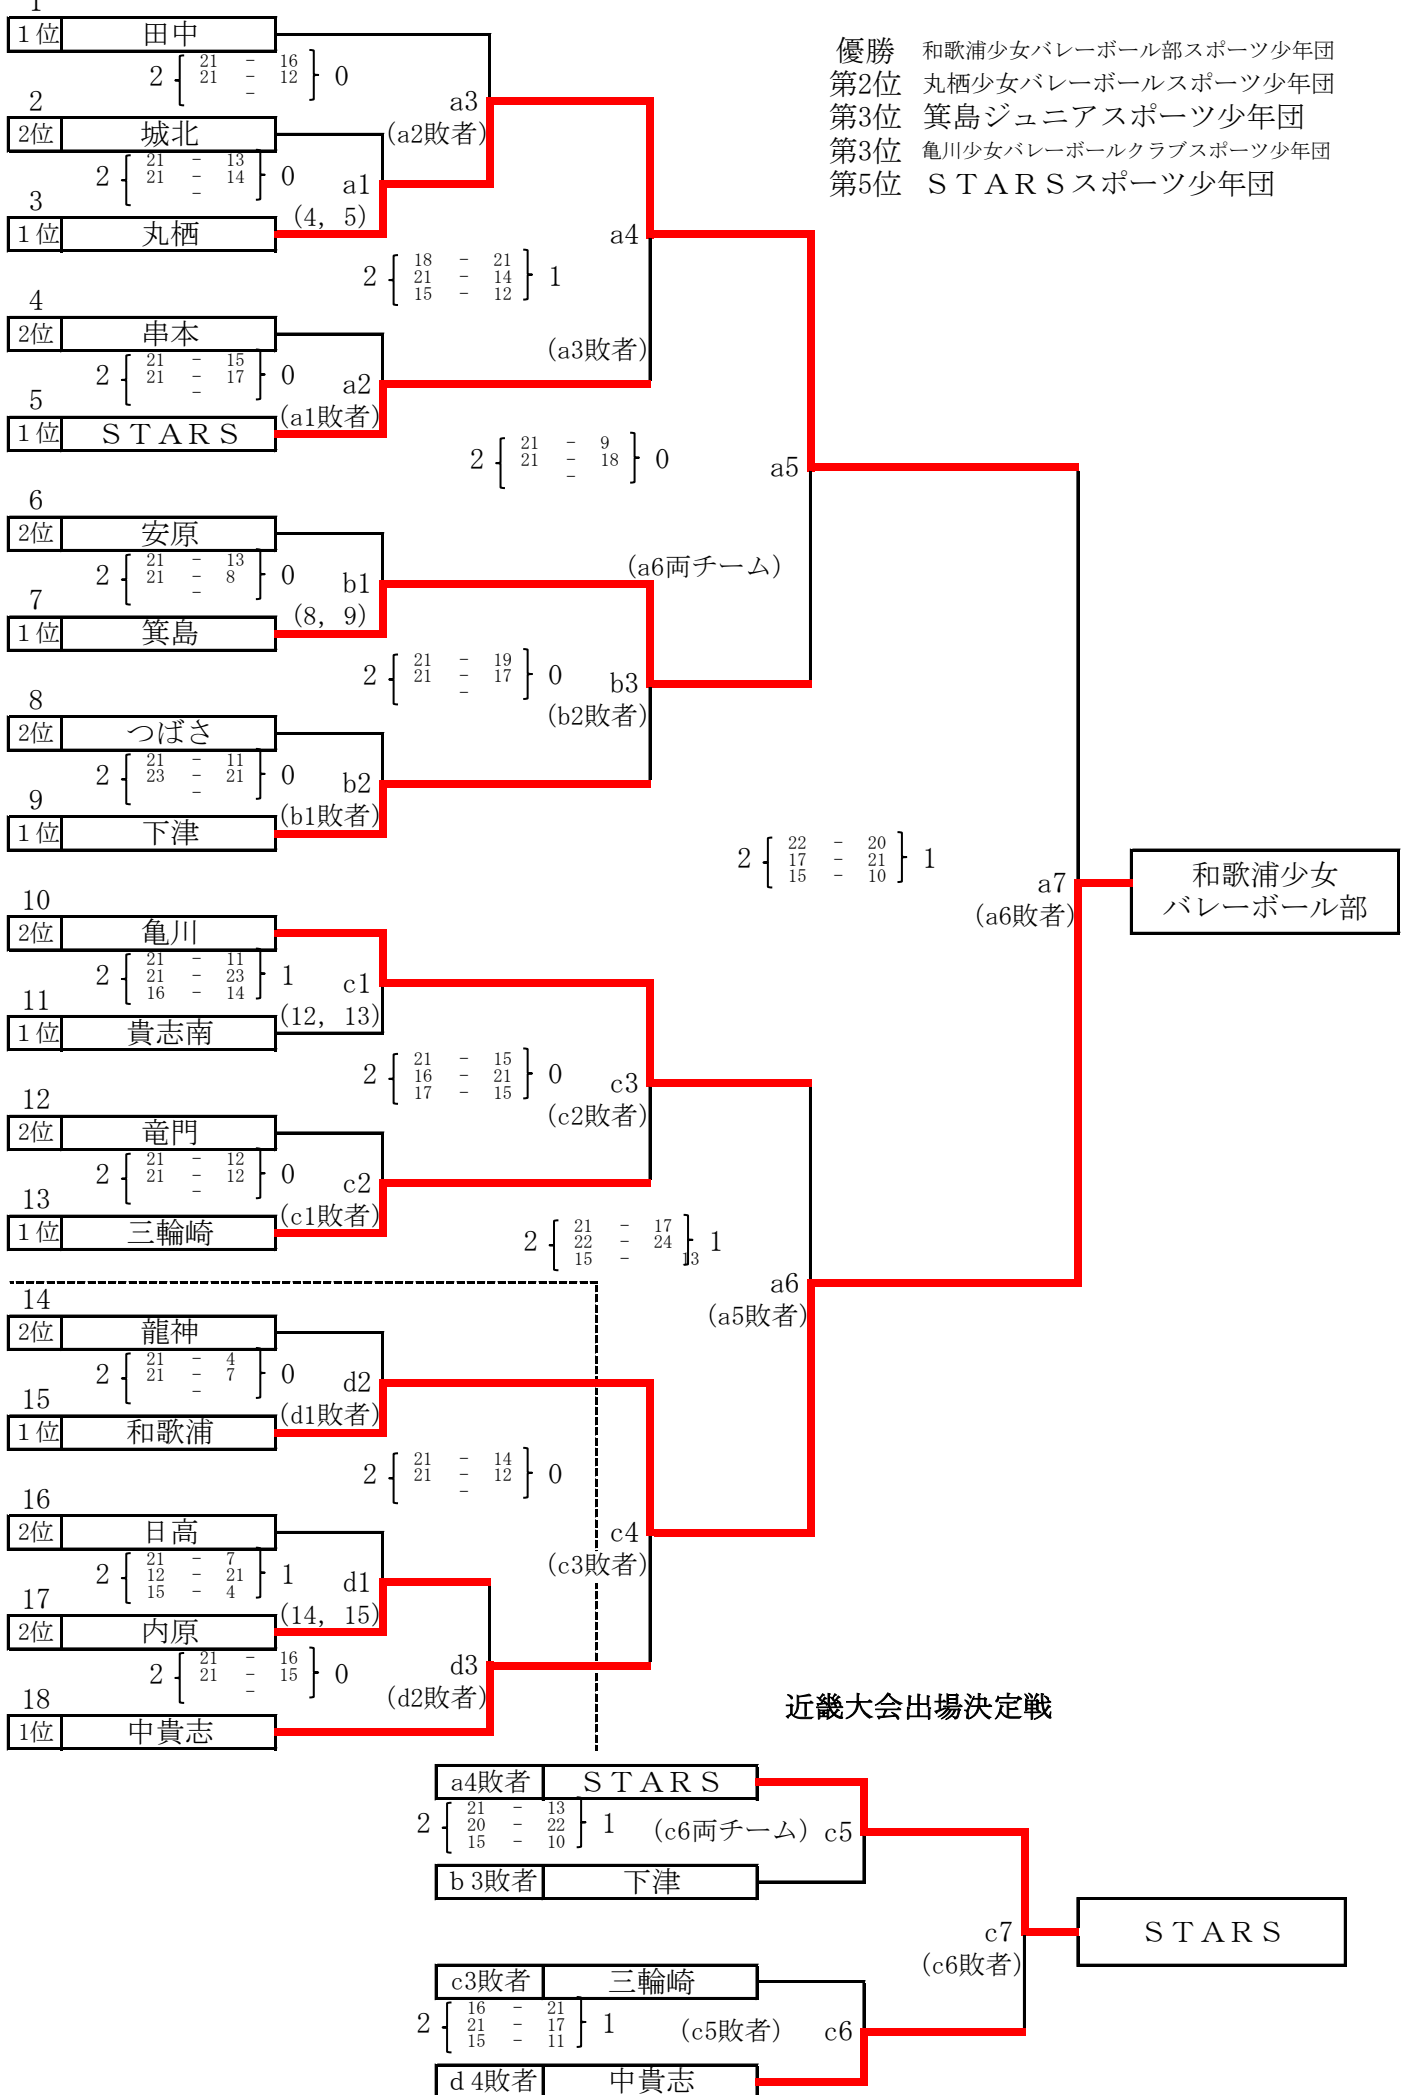 優勝 和歌浦少女バレーボール部スポーツ少年団
第2位 丸栖少女バレーボールスポーツ少年団
第3位 箕島ジュニアスポーツ少年団
第3位 亀川少女バレーボールクラブスポーツ少年団
第5位 ＳＴＡＲＳスポーツ少年団
1
１位 田中
2 21 - 16 0
21 - 12
-
a3
(a2敗者)
2
2位 城北
2 21 - 13 0
21 - 14
-
a1
(4, 5)
3
１位 丸栖
a4
2 18 - 21 1
21 - 14
15 - 12
(a3敗者)
4
2位 串本
2 21 - 15 0
21 - 17
-
a2
(a1敗者)
5
１位 ＳＴＡＲＳ
2 21 - 9 0
21 - 18
-
a5
(a6両チーム)
6
2位 安原
2 21 - 13 0
21 - 8
-
b1
(8, 9)
7
１位 箕島
2 21 - 19 0
21 - 17
-
b3
(b2敗者)
8
2位 つばさ
2 21 - 11 0
23 - 21
-
b2
(b1敗者)
9
１位 下津
2 22 - 20 1
17 - 21
15 - 10
a7
(a6敗者)
和歌浦少女
バレーボール部
10
2位 亀川
2 21 - 11 1
21 - 23
16 - 14
c1
(12, 13)
11
１位 貴志南
2 21 - 15 0
16 - 21
17 - 15
c3
(c2敗者)
12
2位 竜門
2 21 - 12 0
21 - 12
-
c2
(c1敗者)
13
１位 三輪崎
2 21 - 17 1
22 - 24
15 - 13
a6
(a5敗者)
14
2位 龍神
2 21 - 4 0
21 - 7
-
d2
(d1敗者)
15
１位 和歌浦
2 21 - 14 0
21 - 12
-
c4
(c3敗者)
16
2位 日高
2 21 - 7 1
12 - 21
15 - 4
d1
(14, 15)
17
2位 内原
2 21 - 16 0
21 - 15
-
d3
(d2敗者)
18
1位 中貴志
近畿大会出場決定戦
a4敗者 ＳＴＡＲＳ
2 21 - 13 1
20 - 22
15 - 10
(c6両チーム) c5
ｂ3敗者 下津
c7
(c6敗者)
ＳＴＡＲＳ
c3敗者 三輪崎
2 16 - 21 1
21 - 17
15 - 11
(c5敗者) c6
ｄ4敗者 中貴志